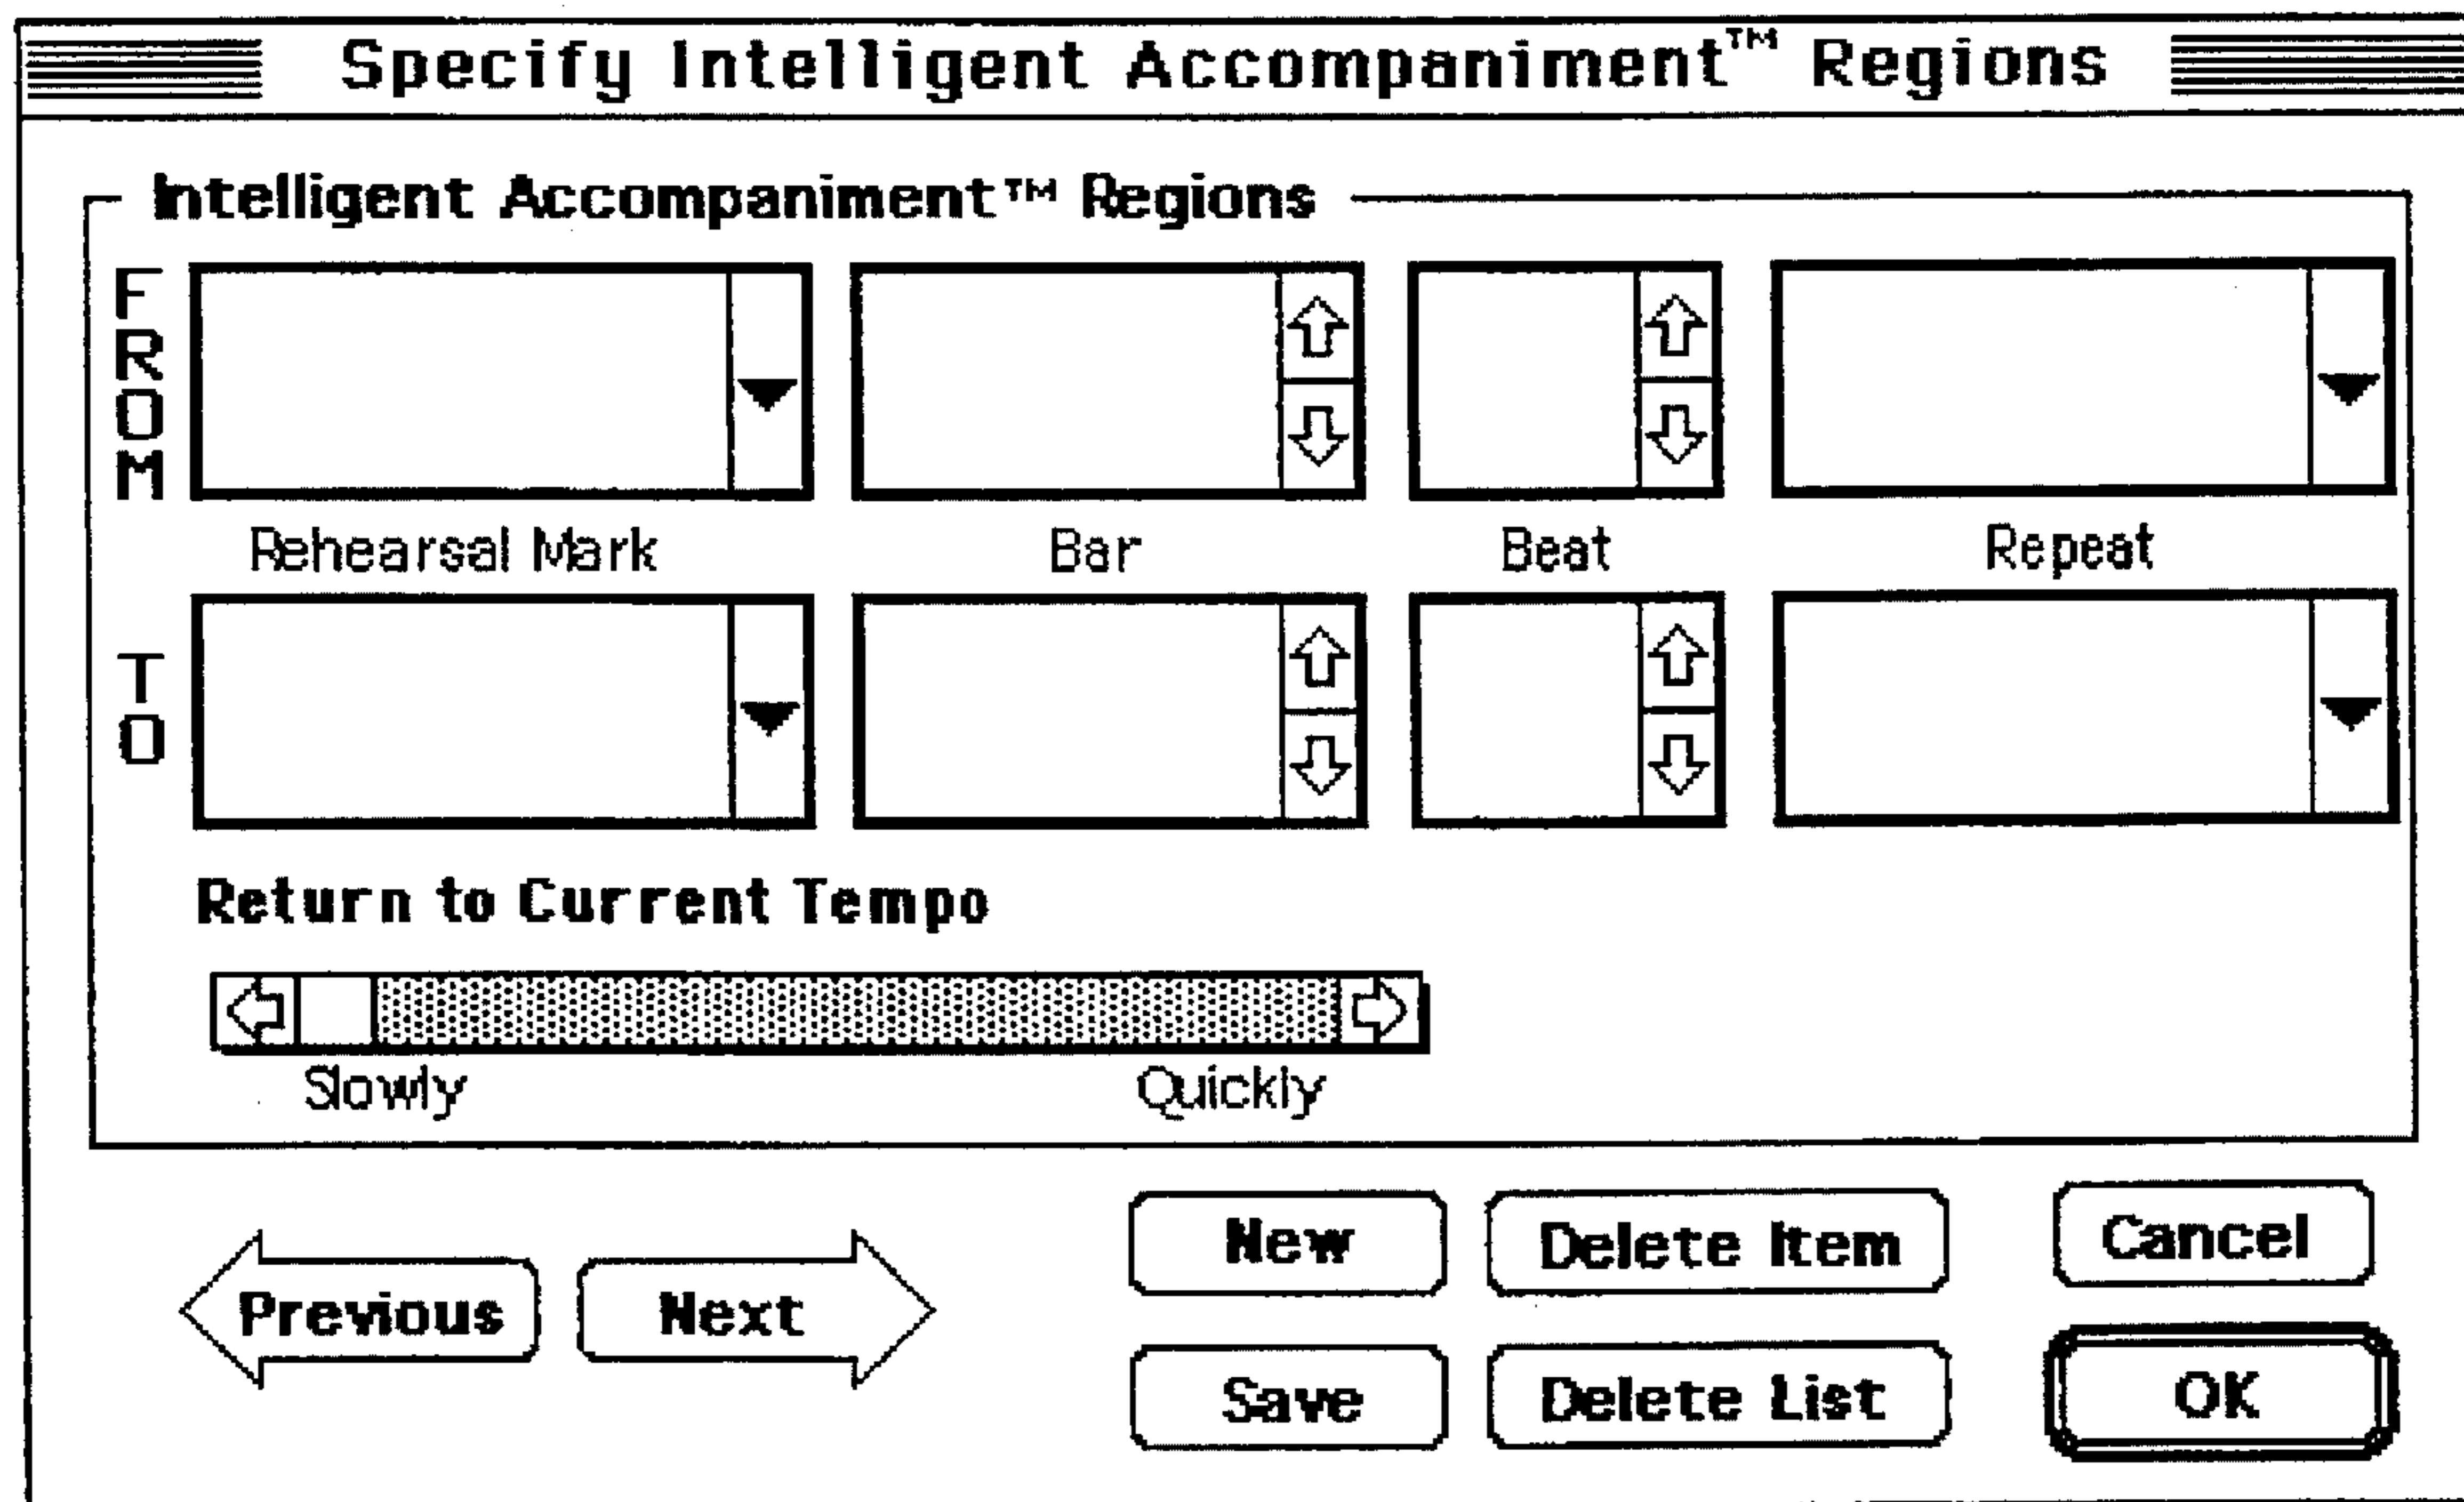 Specify Intelligent Accompaniment™ Regions
Intelligent Accompaniment™ Regions
FROM
Rehearsal Mark Bar Beat Repeat
TO
Return to Current Tempo
Slowly Quickly
Previous Next
New Delete Item Cancel
Save Delete List OK